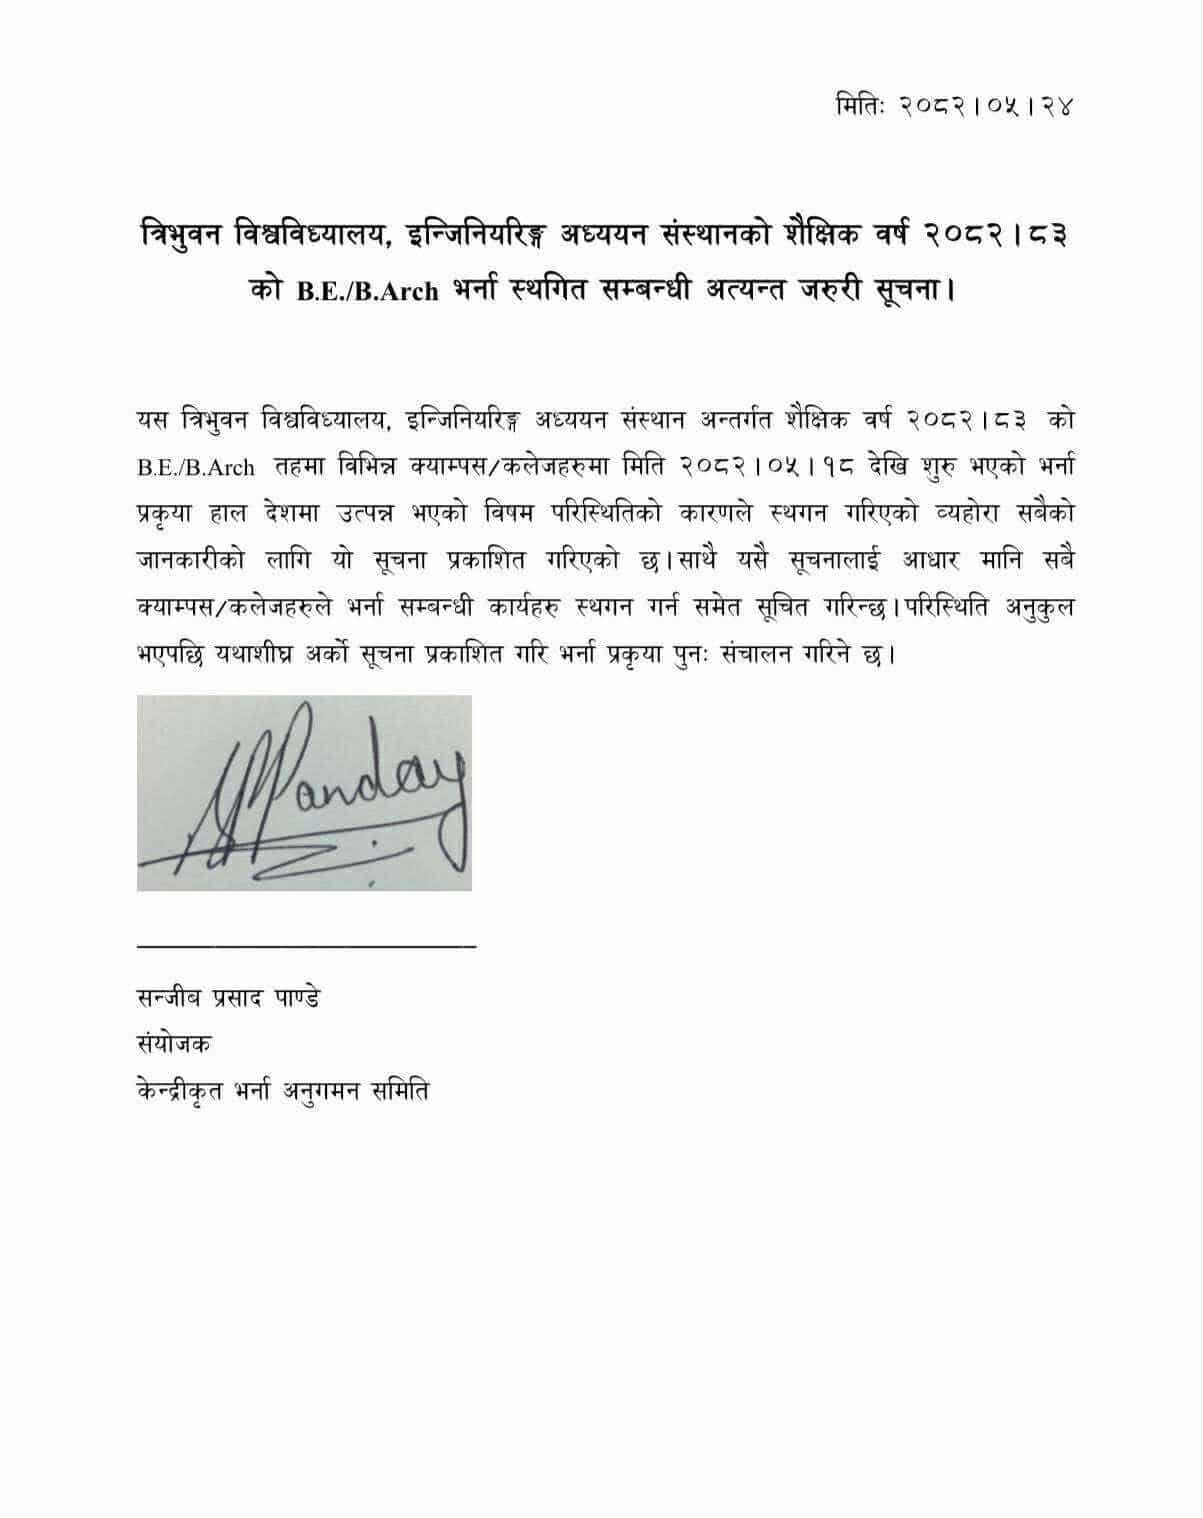 मितिः २०८२।०५।२४
त्रिभुवन विश्वविध्यालय, इन्जिनियरिङ्ग अध्ययन संस्थानको शैक्षिक वर्ष २०८२।८३
को B.E./B.Arch भर्ना स्थगित सम्बन्धी अत्यन्त जरुरी सूचना।
यस त्रिभुवन विश्वविध्यालय, इन्जिनियरिङ्ग अध्ययन संस्थान अन्तर्गत शैक्षिक वर्ष २०८२।८३ को
B.E./B.Arch तहमा विभिन्न क्याम्पस/कलेजहरुमा मिति २०८२।०५।१८ देखि शुरु भएको भर्ना
प्रकृया हाल देशमा उत्पन्न भएको विषम परिस्थितिको कारणले स्थगन गरिएको व्यहोरा सबैको
जानकारीको लागि यो सूचना प्रकाशित गरिएको छ।साथै यसै सूचनालाई आधार मानि सबै
क्याम्पस/कलेजहरुले भर्ना सम्बन्धी कार्यहरु स्थगन गर्न समेत सूचित गरिन्छ।परिस्थिति अनुकुल
भएपछि यथाशीघ्र अर्को सूचना प्रकाशित गरि भर्ना प्रकृया पुनः संचालन गरिने छ।
Panday
सन्जीब प्रसाद पाण्डे
संयोजक
केन्द्रीकृत भर्ना अनुगमन समिति